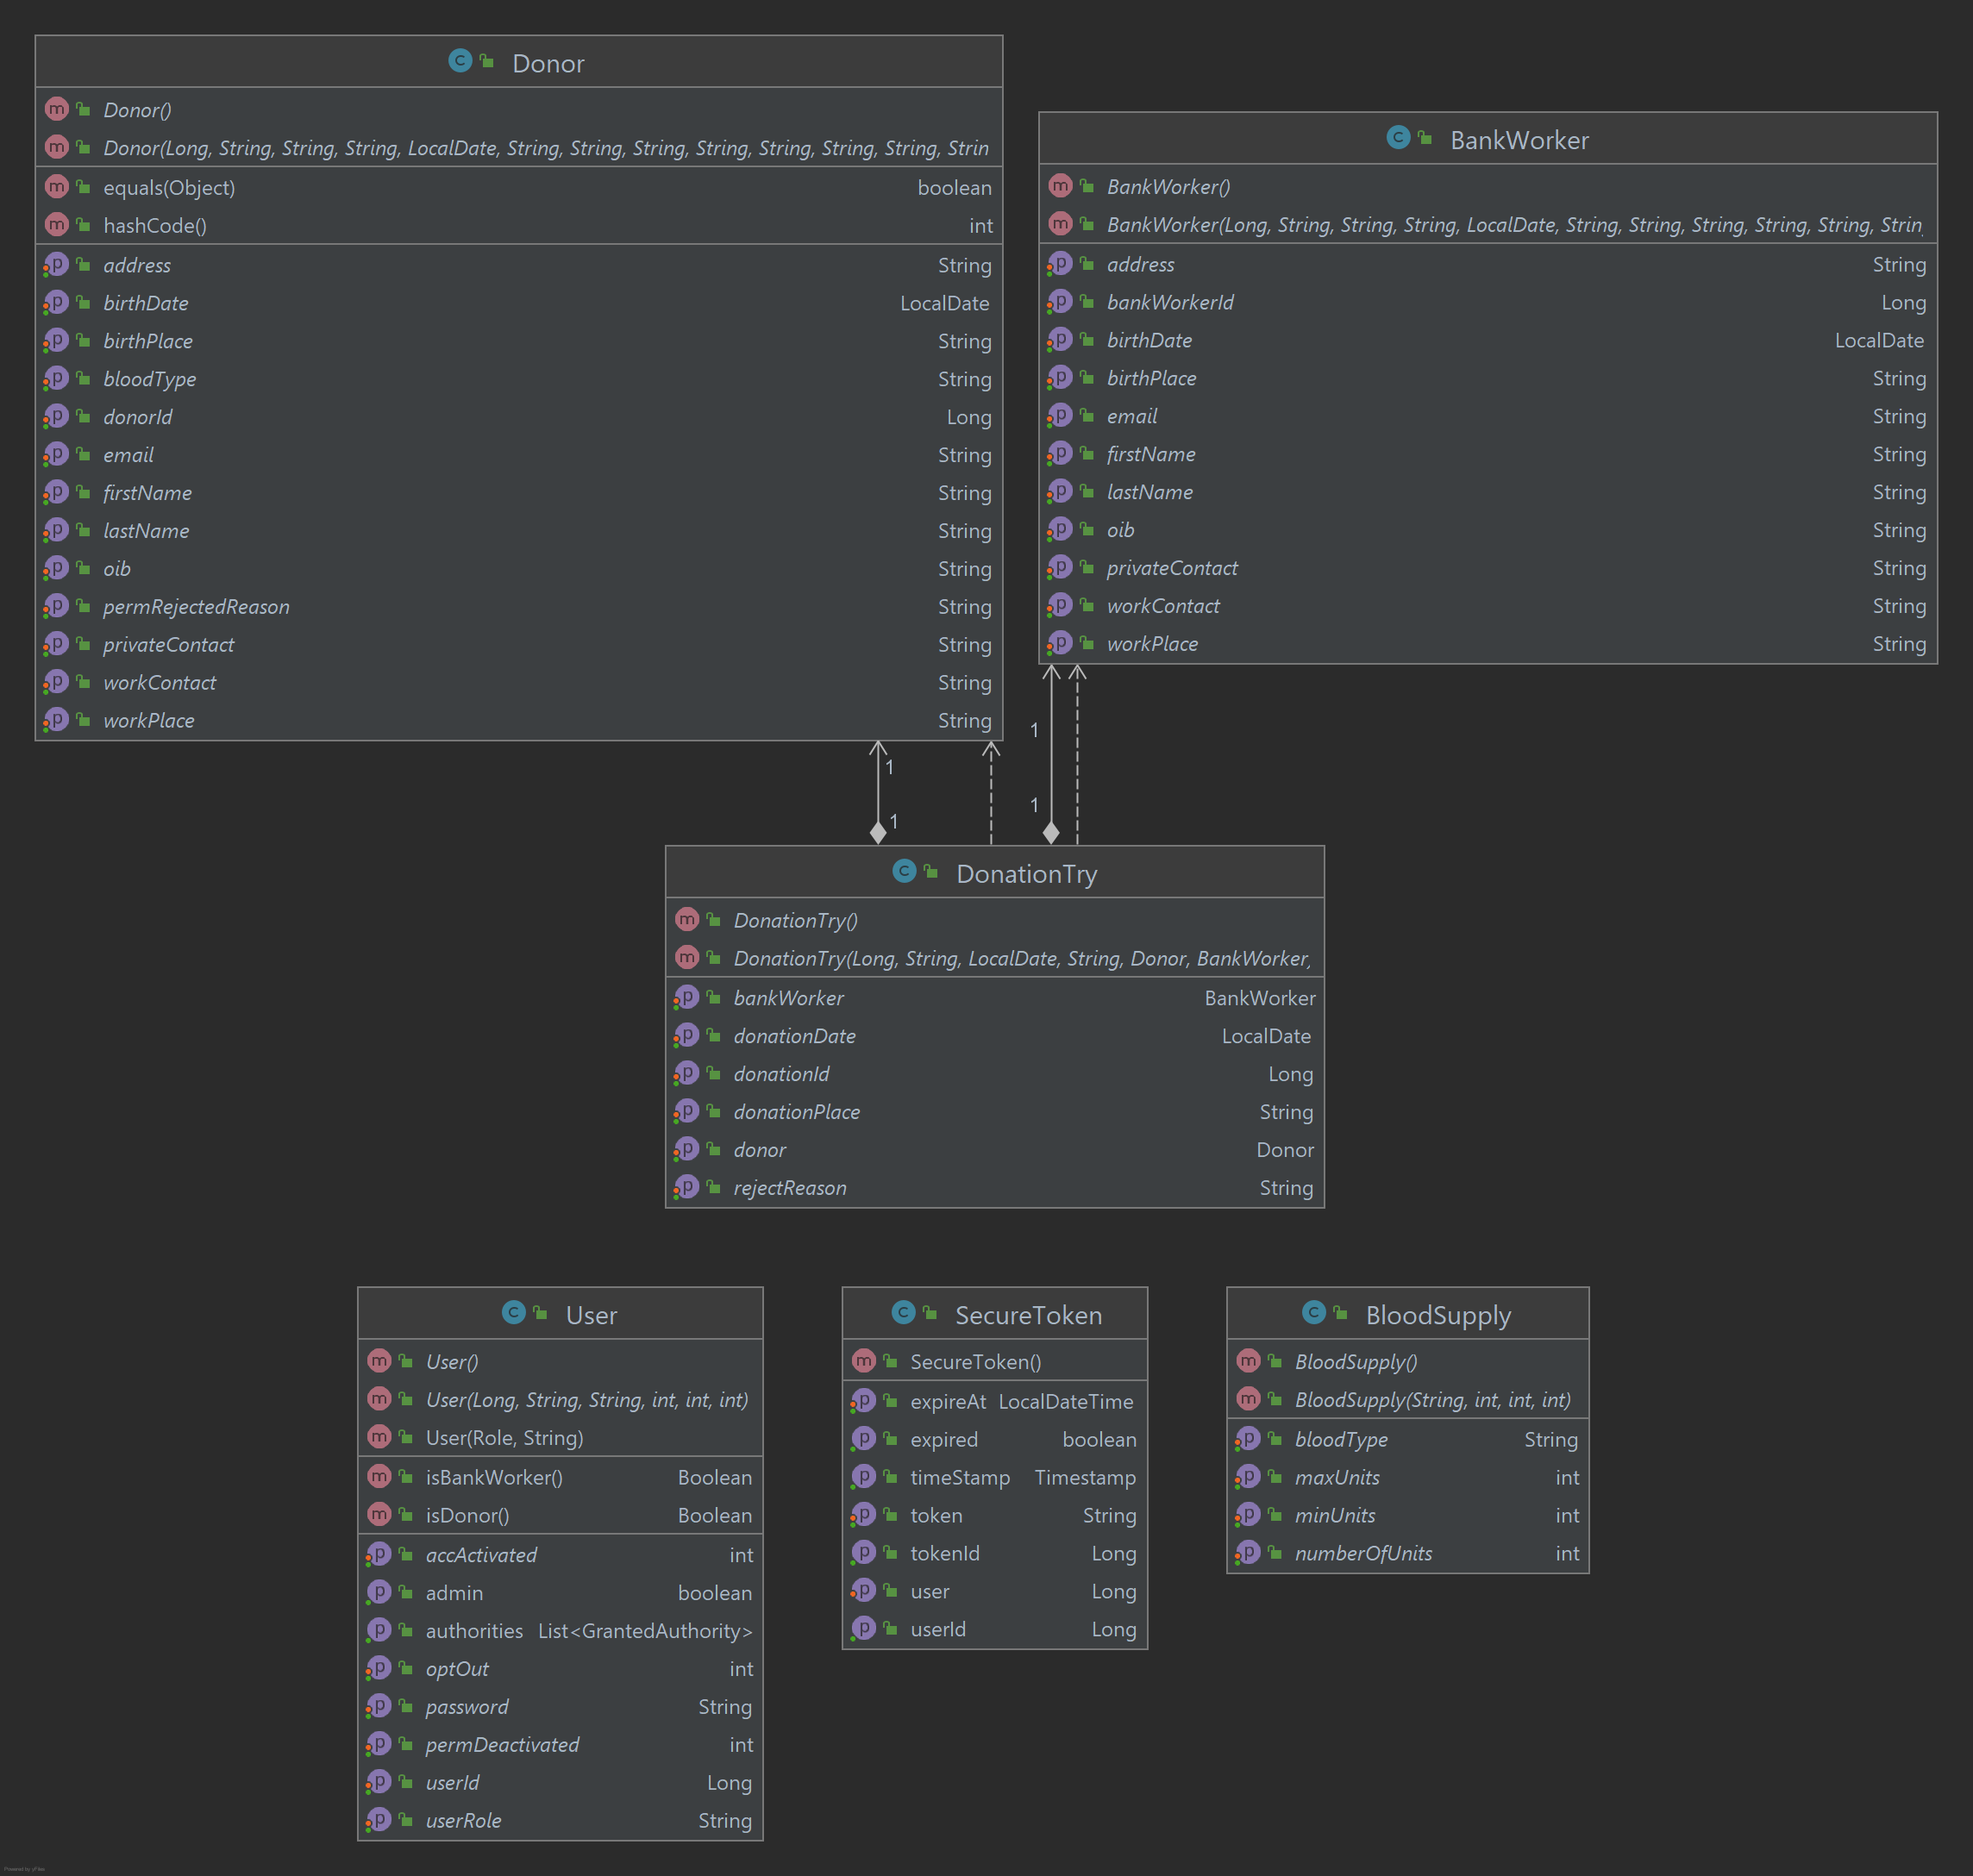 Donor
Donor()
Donor(Long, String, String, String, LocalDate, String, String, String, String, String, String, String, Strin
equals(Object) boolean
hashCode() int
address String
birthDate LocalDate
birthPlace String
bloodType String
donorId Long
email String
firstName String
lastName String
oib String
permRejectedReason String
privateContact String
workContact String
workPlace String
BankWorker
BankWorker()
BankWorker(Long, String, String, String, LocalDate, String, String, String, String, String, Strin
address String
bankWorkerId Long
birthDate LocalDate
birthPlace String
email String
firstName String
lastName String
oib String
privateContact String
workContact String
workPlace String
1
1
1
1
DonationTry
DonationTry()
DonationTry(Long, String, LocalDate, String, Donor, BankWorker,
bankWorker BankWorker
donationDate LocalDate
donationId Long
donationPlace String
donor Donor
rejectReason String
User
User()
User(Long, String, String, int, int, int)
User(Role, String)
isBankWorker() Boolean
isDonor() Boolean
accActivated int
admin boolean
authorities List<GrantedAuthority>
optOut int
password String
permDeactivated int
userId Long
userRole String
SecureToken
SecureToken()
expireAt LocalDateTime
expired boolean
timeStamp Timestamp
token String
tokenId Long
user Long
userId Long
BloodSupply
BloodSupply()
BloodSupply(String, int, int, int)
bloodType String
maxUnits int
minUnits int
numberOfUnits int
Powered by yFiles